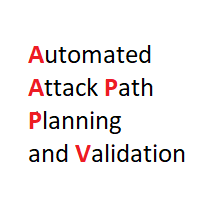 Automated
Attack Path
Planning
and Validation